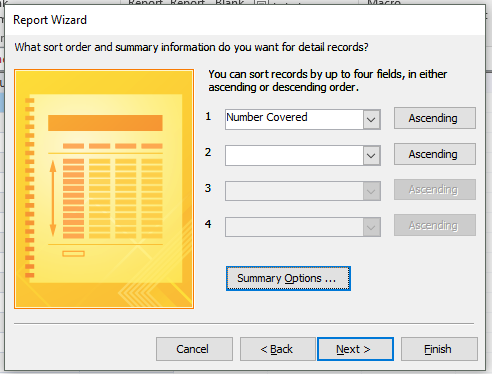 Report Report Blank Macro
Report Wizard
What sort order and summary information do you want for detail records?
You can sort records by up to four fields, in either
ascending or descending order.
1 Number Covered Ascending
2 Ascending
3 Ascending
4 Ascending
Summary Options ...
Cancel < Back Next > Finish